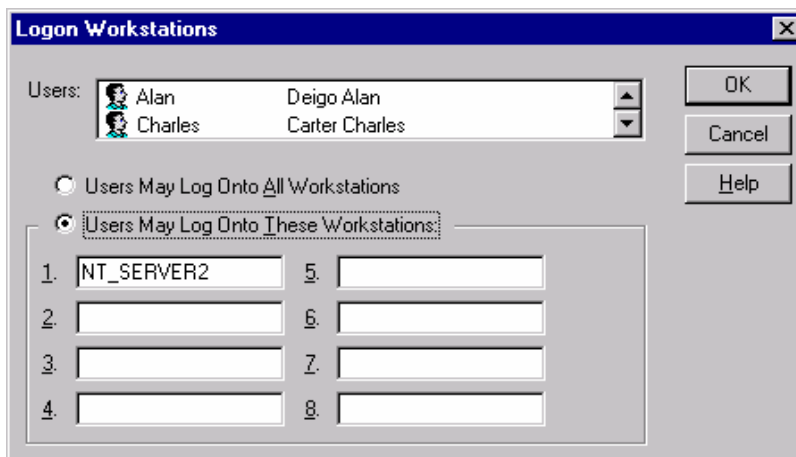 Logon Workstations
Users:
Alan Deigo Alan
Charles Carter Charles
OK
Cancel
Help
Users May Log Onto All Workstations
Users May Log Onto These Workstations:
1. NT_SERVER2 5.
2. 6.
3. 7.
4. 8.